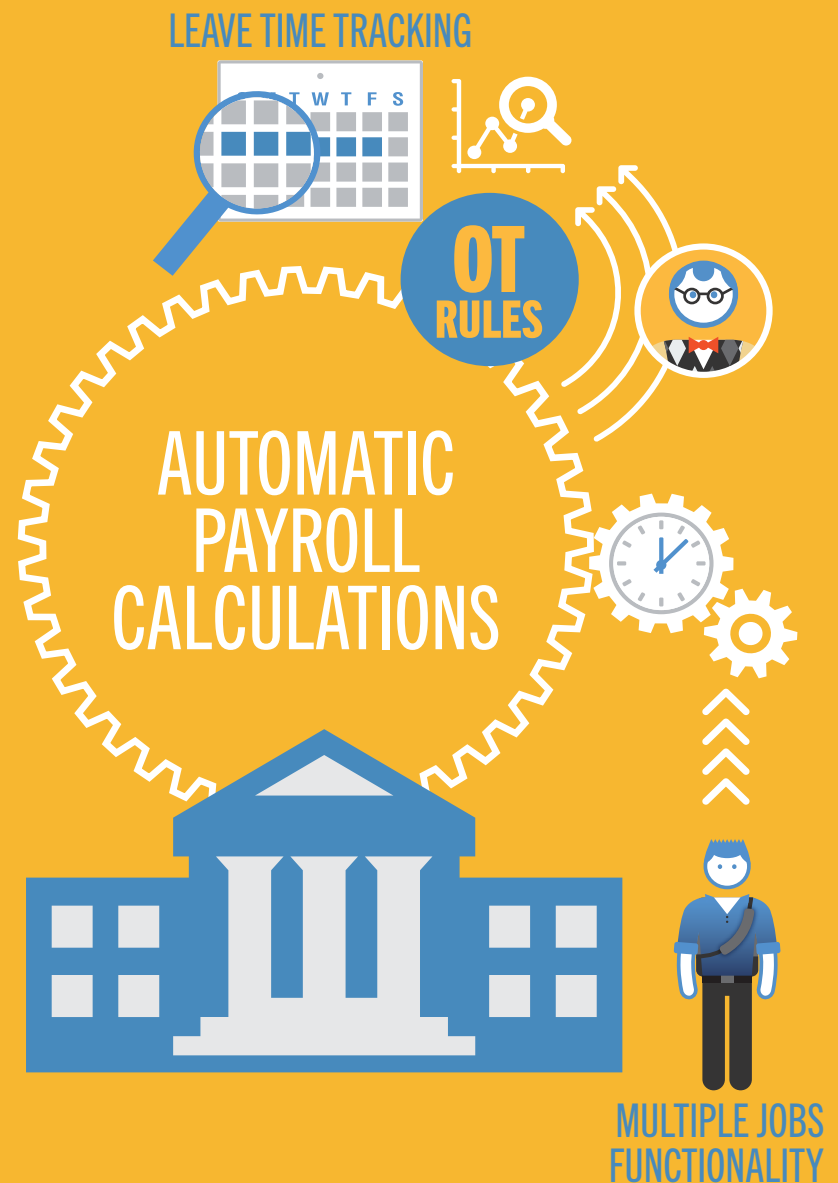 LEAVE TIME TRACKING
T W T F S
OT
RULES
AUTOMATIC
PAYROLL
CALCULATIONS
MULTIPLE JOBS
FUNCTIONALITY